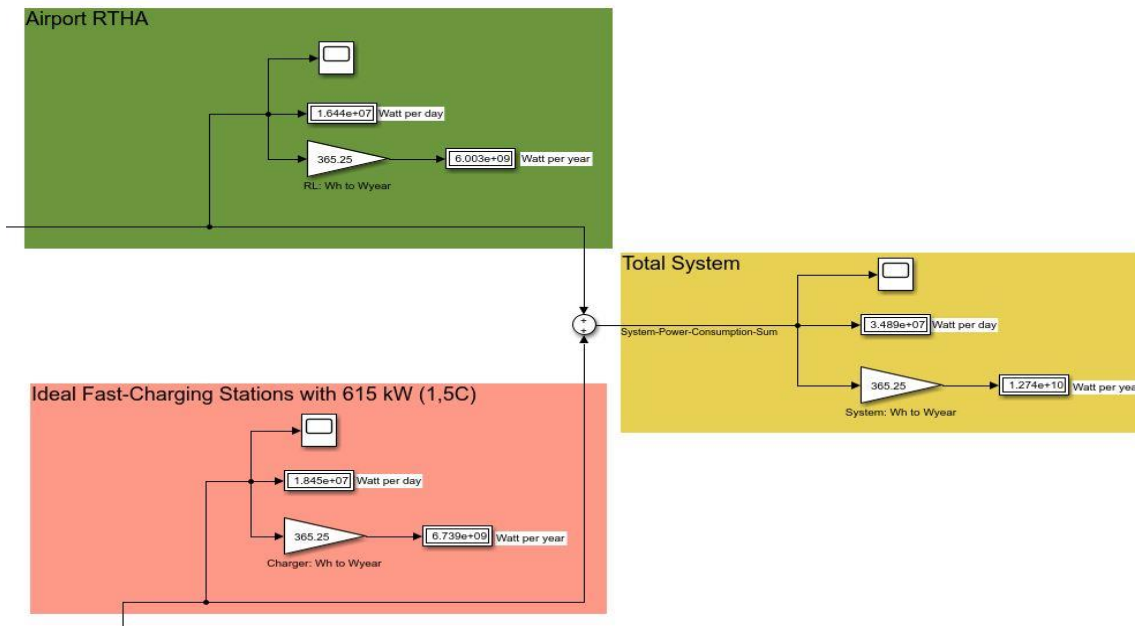 Airport RTHA
1.644e+07 Watt per day
365.25
6.003e+09 Watt per year
RL: Wh to Wyear
Total System
+
+
System-Power-Consumption-Sum
3.489e+07 Watt per day
365.25
1.274e+10 Watt per yea
System: Wh to Wyear
Ideal Fast-Charging Stations with 615 kW (1,5C)
1.845e+07 Watt per day
365.25
6.739e+09 Watt per year
Charger: Wh to Wyear